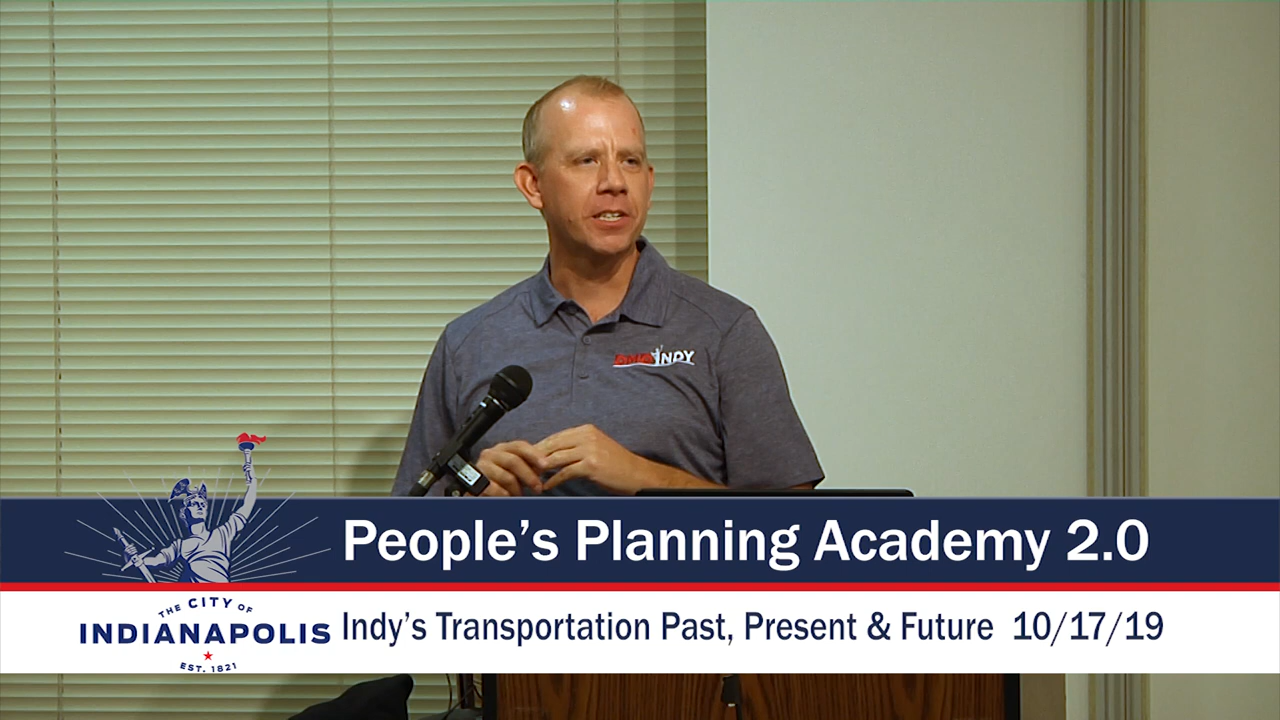 INDY
People's Planning Academy 2.0
THE CITY OF
INDIANAPOLIS
EST. 1821
Indy's Transportation Past, Present & Future 10/17/19